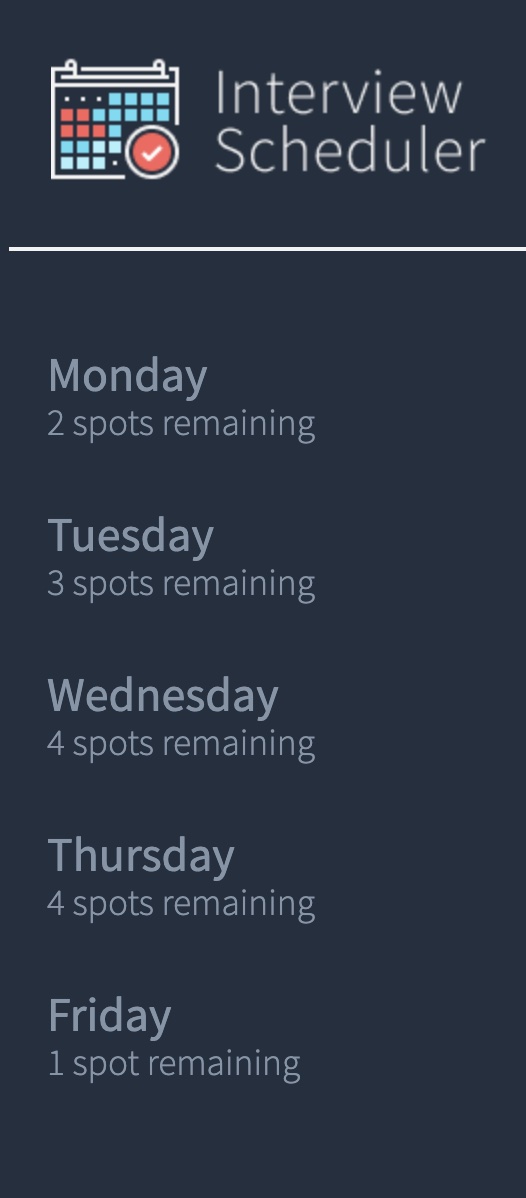 Interview
Scheduler
Monday
2 spots remaining
Tuesday
3 spots remaining
Wednesday
4 spots remaining
Thursday
4 spots remaining
Friday
1 spot remaining